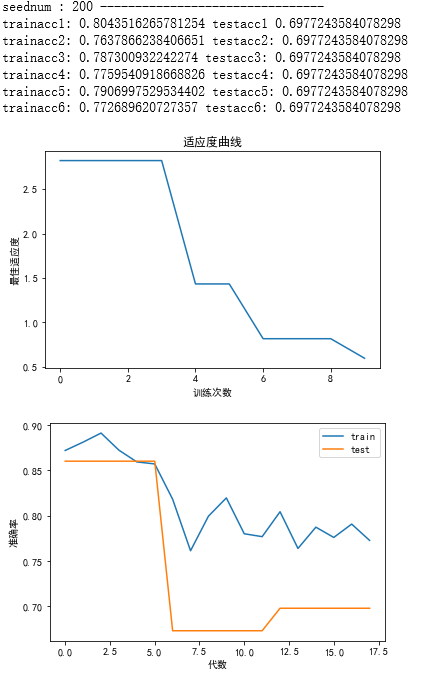 seednum : 200 --------------------------------
trainacc1: 0.8043516265781254 testacc1 0.6977243584078298
trainacc2: 0.7637866238406651 testacc2: 0.6977243584078298
trainacc3: 0.787300932242274 testacc3: 0.6977243584078298
trainacc4: 0.7759540918668826 testacc4: 0.6977243584078298
trainacc5: 0.7906997529534305 testacc5: 0.6977243584078298
trainacc6: 0.772689620727357 testacc6: 0.6977243584078298
适应度曲线
最佳适应度
2.5
2.0
1.5
1.0
0.5
0 2 4 6 8
训练次数
train
test
准确率
0.90
0.85
0.80
0.75
0.70
0.0 2.5 5.0 7.5 10.0 12.5 15.0 17.5
代数